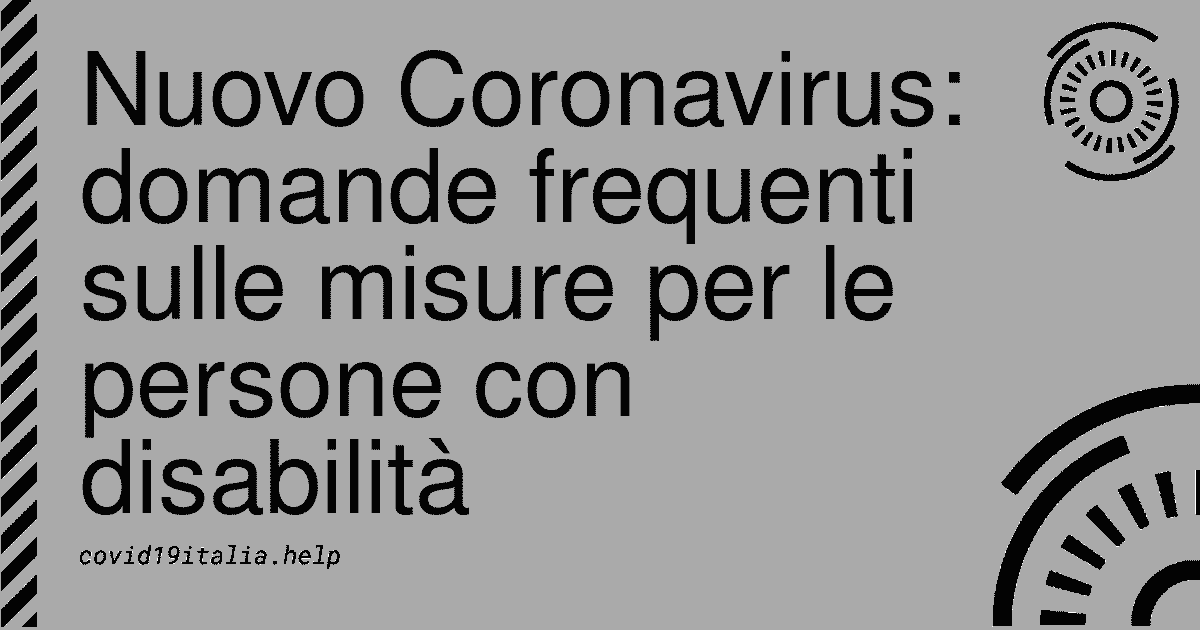 Nuovo Coronavirus:
domande frequenti
sulle misure per le
persone con
disabilità
covid19italia.help